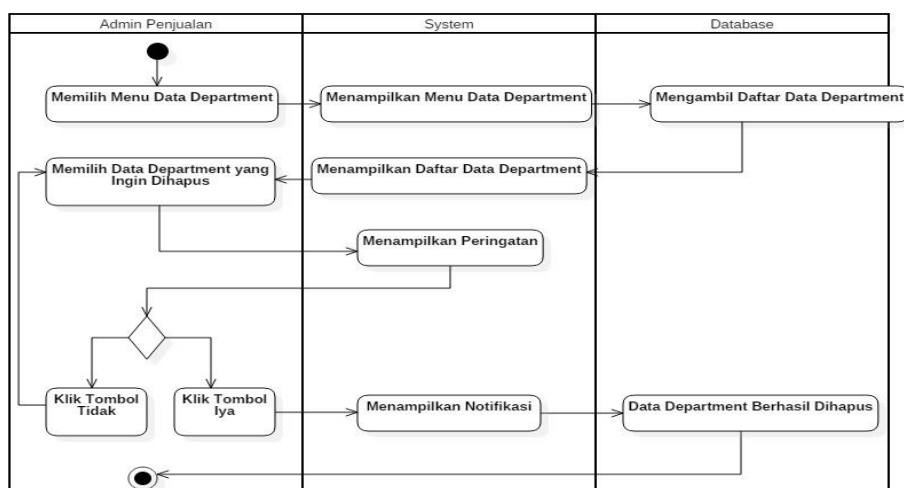 Admin Penjualan
System
Database
Memilih Menu Data Department
Menampilkan Menu Data Department
Mengambil Daftar Data Department
Memilih Data Department yang
Ingin Dihapus
Menampilkan Daftar Data Department
Menampilkan Peringatan
Klik Tombol
Tidak
Klik Tombol
Iya
Menampilkan Notifikasi
Data Department Berhasil Dihapus